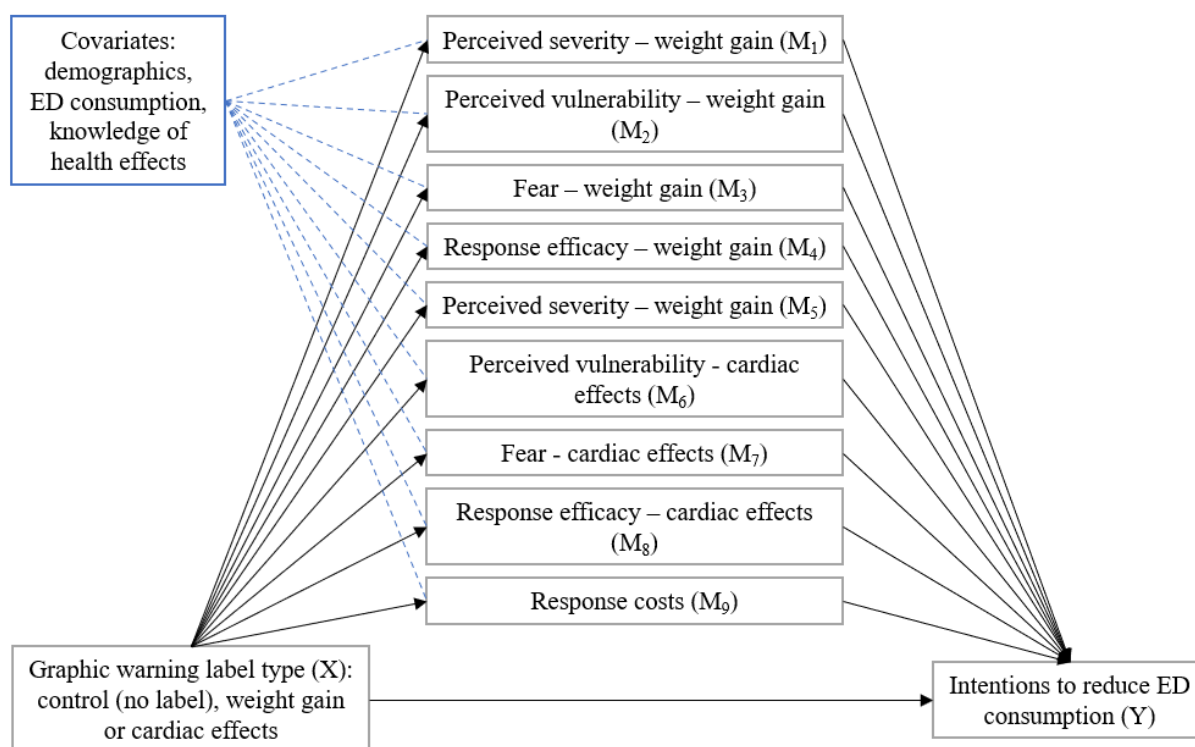 Covariates:
demographics,
ED consumption,
knowledge of
health effects
Perceived severity – weight gain (M₁)
Perceived vulnerability – weight gain
(M₂)
Fear – weight gain (M₃)
Response efficacy – weight gain (M₄)
Perceived severity – weight gain (M₅)
Perceived vulnerability - cardiac
effects (M₆)
Fear - cardiac effects (M₇)
Response efficacy – cardiac effects
(M₈)
Response costs (M₉)
Graphic warning label type (X):
control (no label), weight gain
or cardiac effects
Intentions to reduce ED
consumption (Y)